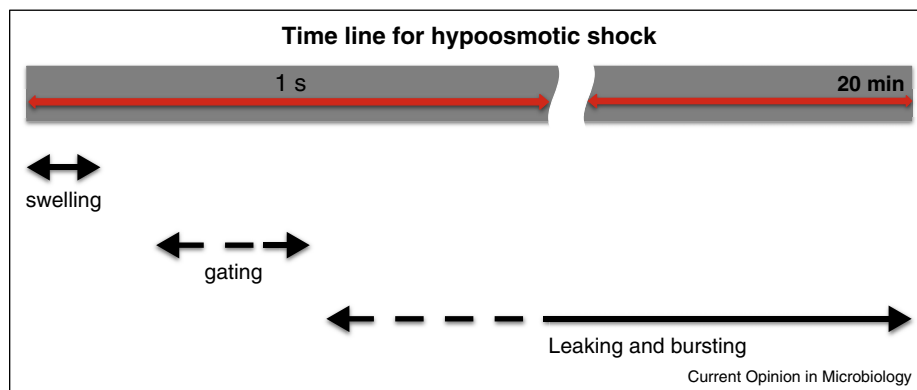 Time line for hypoosmotic shock
1 s
20 min
swelling
gating
Leaking and bursting
Current Opinion in Microbiology